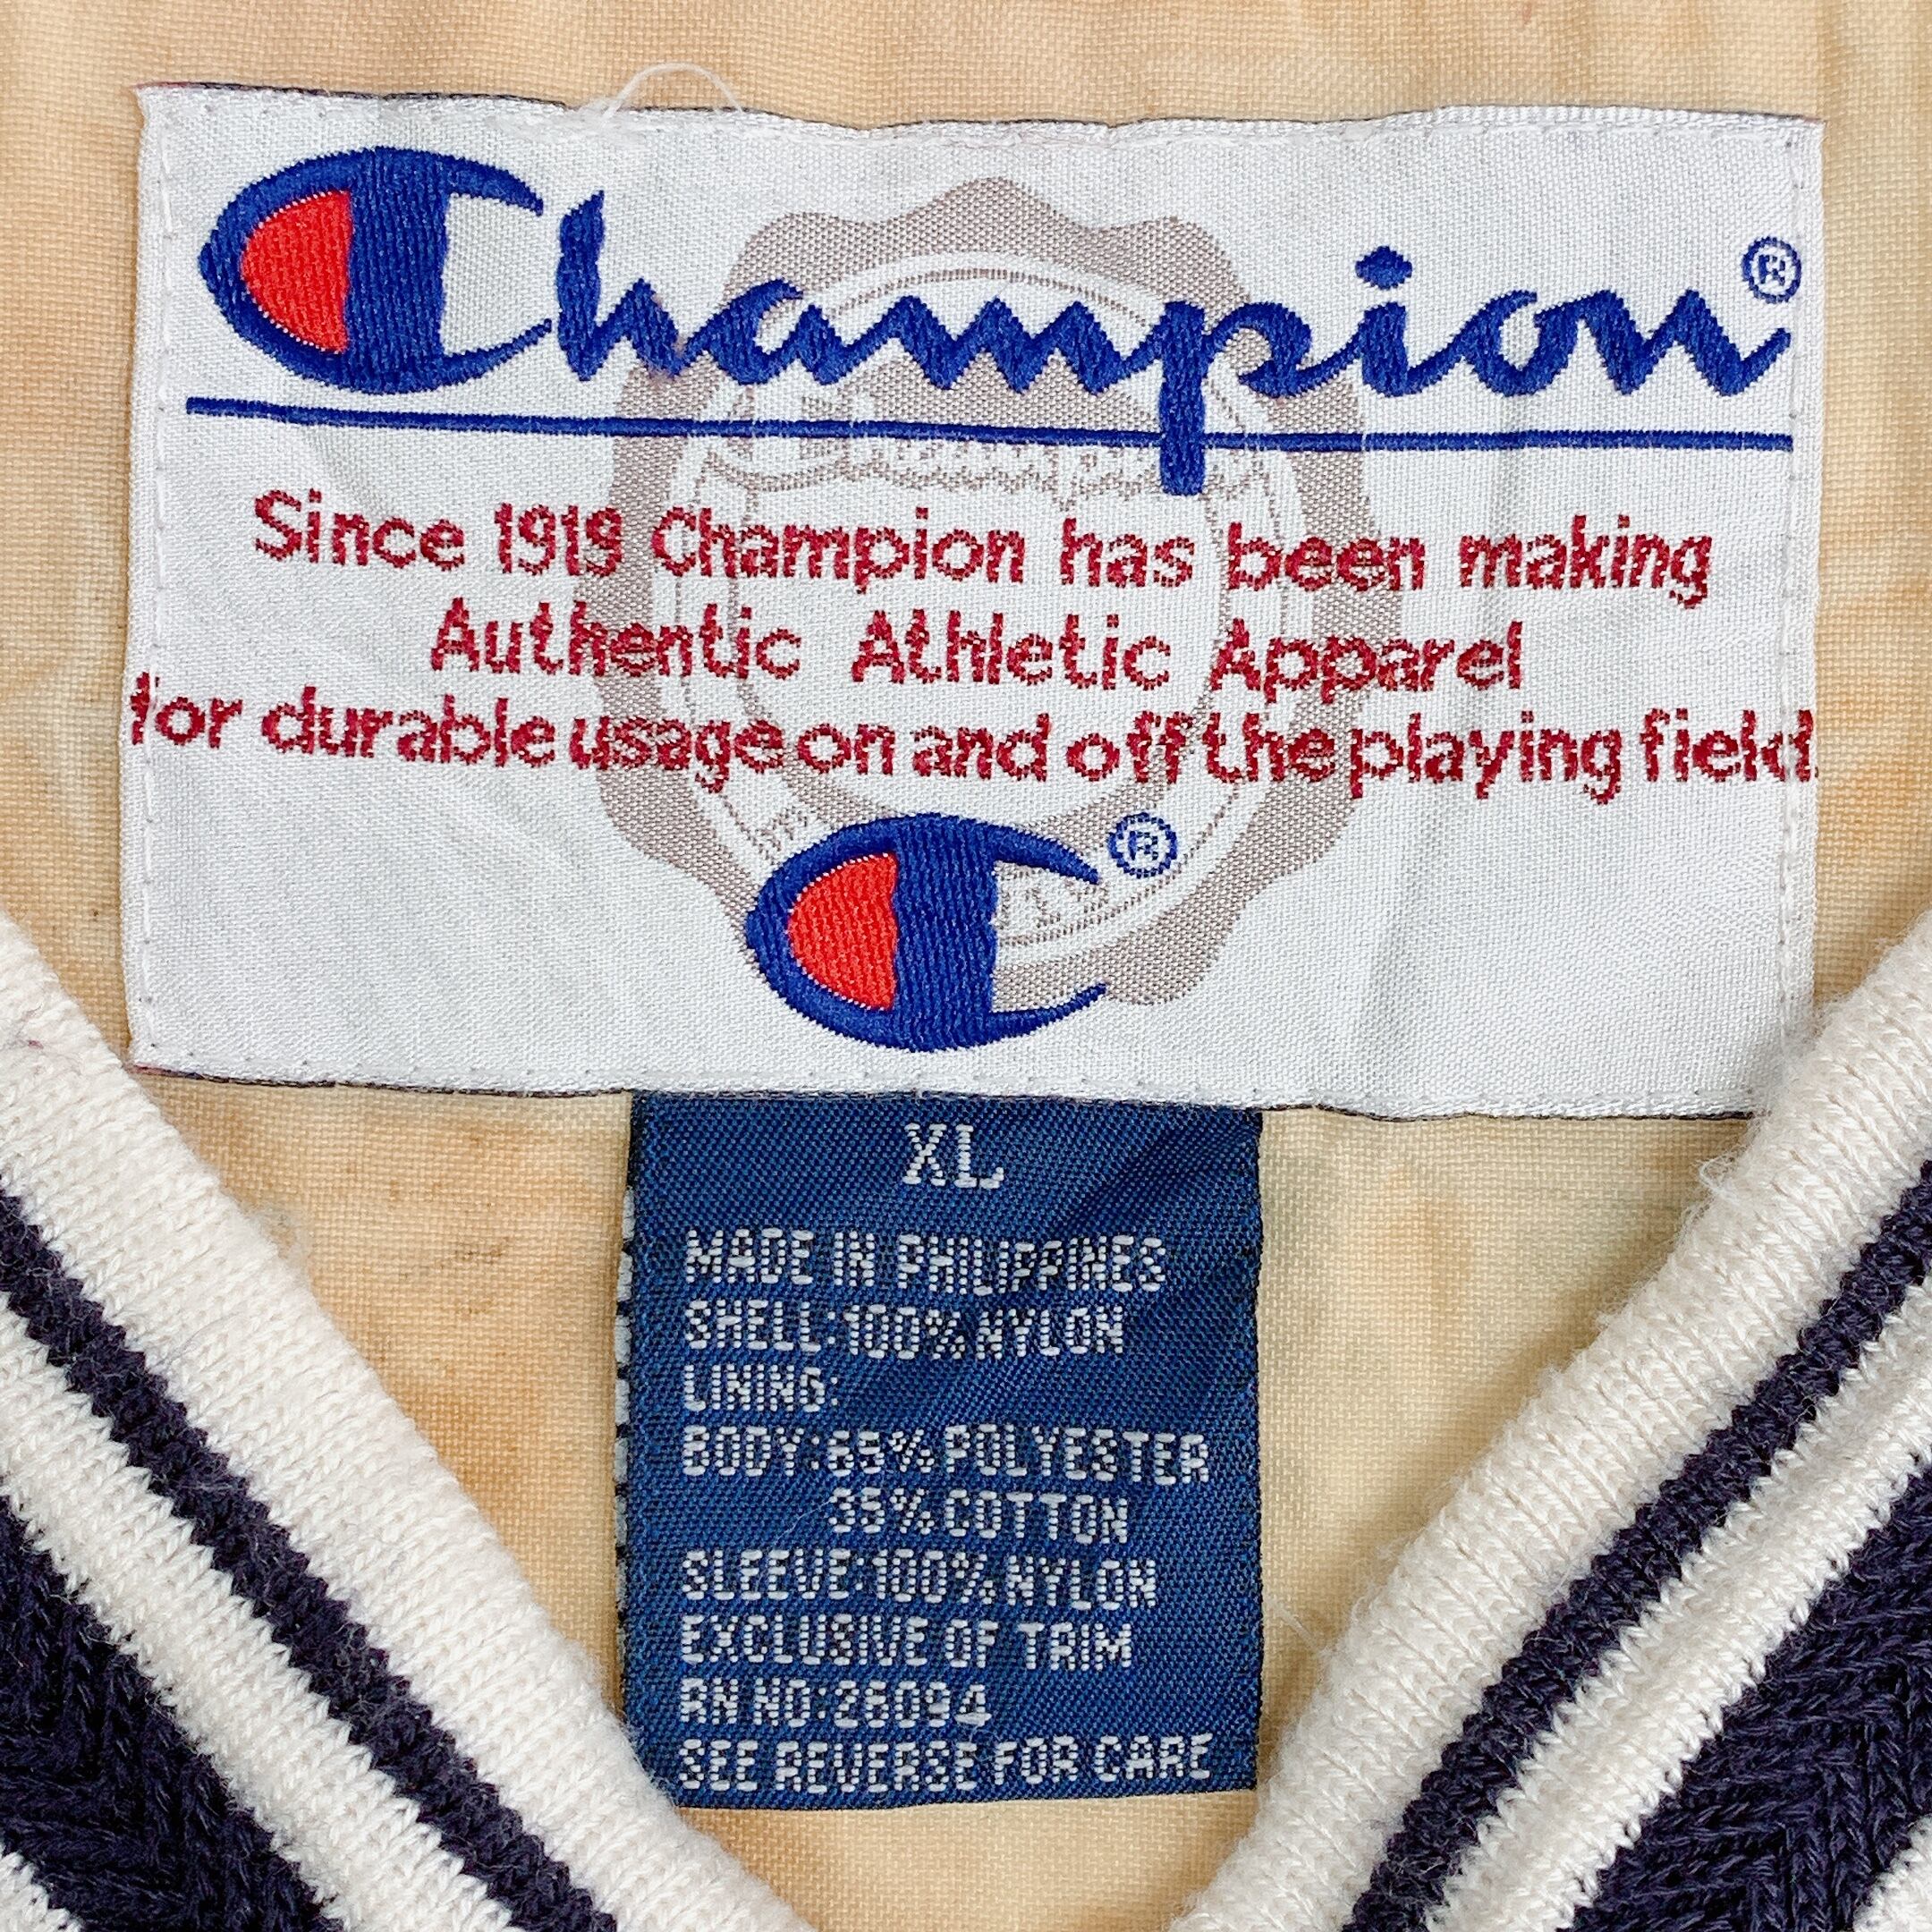 Champion®
Since 1919 Champion has been making
Authentic Athletic Apparel
for durable usage on and off the playing field.
®
XL
MADE IN PHILIPPINES
SHELL:100% NYLON
LINING:
BODY:65% POLYESTER
35% COTTON
SLEEVE:100% NYLON
EXCLUSIVE OF TRIM
RN NO:26094
SEE REVERSE FOR CARE